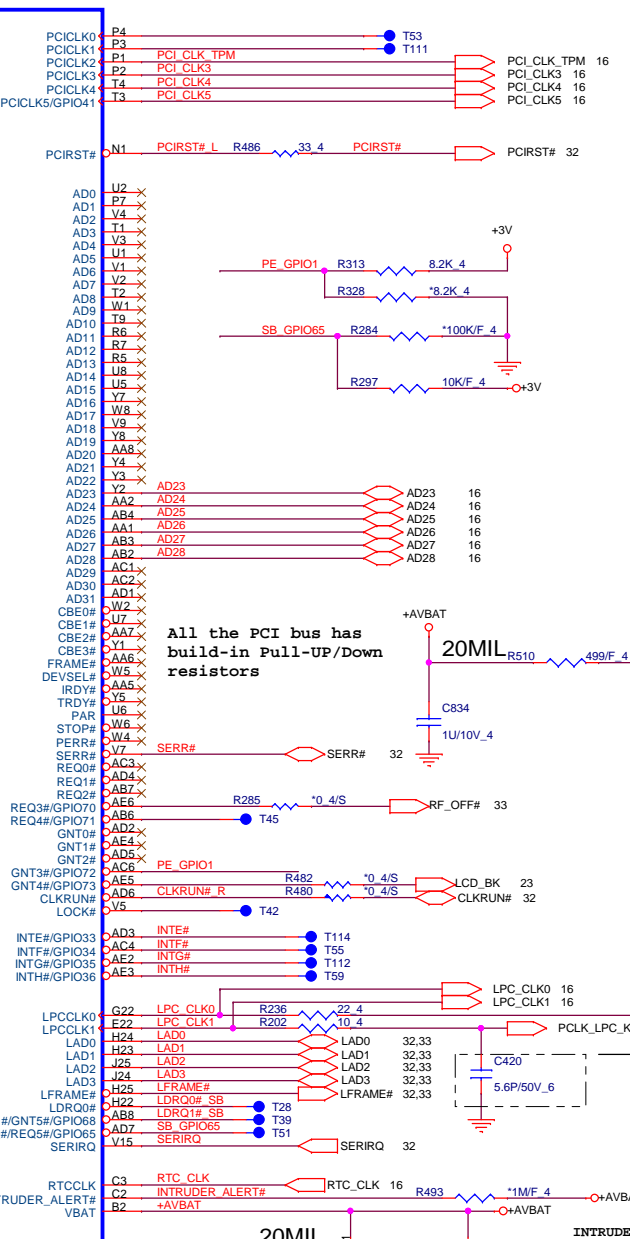 PCICLK0 P4 T53
PCICLK1 P3 T111
PCICLK2 P1 PCI_CLK_TPM PCI_CLK_TPM 16
PCICLK3 P2 PCI_CLK3 PCI_CLK3 16
PCICLK4 T4 PCI_CLK4 PCI_CLK4 16
PCICLK5/GPIO41 T3 PCI_CLK5 PCI_CLK5 16
PCIRST# N1 PCIRST#_L R486 33_4 PCIRST# PCIRST# 32
AD0 U2
AD1 P7
AD2 V4
AD3 T1
AD4 V3
AD5 U1
AD6 V1
AD7 V2
AD8 T2
AD9 W1
AD10 T9
AD11 R6
AD12 R7
AD13 R5
AD14 U8
AD15 U5
AD16 Y7
AD17 W8
AD18 V9
AD19 Y8
AD20 AA8
AD21 Y4
AD22 Y3
+3V
PE_GPIO1 R313 8.2K_4
R328 *8.2K_4
SB_GPIO65 R284 *100K/F_4
R297 10K/F_4 +3V
AD23 Y2 AD23 AD23 16
AD24 AA2 AD24 AD24 16
AD25 AB4 AD25 AD25 16
AD26 AA1 AD26 AD26 16
AD27 AB3 AD27 AD27 16
AD28 AB2 AD28 AD28 16
AD29 AC1
AD30 AC2
AD31 AD1
CBE0# W2
CBE1# U7
CBE2# AA7
CBE3# Y1
FRAME# AA6
DEVSEL# W5
IRDY# AA5
TRDY# Y5
PAR U6
STOP# W6
PERR# W4
All the PCI bus has
build-in Pull-UP/Down
resistors
+AVBAT
20MIL R510 499/F_4
C834
1U/10V_4
SERR# V7 SERR# SERR# 32
REQ0# AC3
REQ1# AD4
REQ2# AB7
REQ3#/GPIO70 AE6 R285 *0_4/S RF_OFF# 33
REQ4#/GPIO71 AB6 T45
GNT0# AD2
GNT1# AE4
GNT2# AD5
GNT3#/GPIO72 AC6 PE_GPIO1
GNT4#/GPIO73 AE5 R482 *0_4/S LCD_BK 23
CLKRUN# AD6 CLKRUN#_R R480 *0_4/S CLKRUN# 32
LOCK# V5 T42
INTE#/GPIO33 AD3 INTE# T114
INTF#/GPIO34 AC4 INTF# T55
INTG#/GPIO35 AE2 INTG# T112
INTH#/GPIO36 AE3 INTH# T59
LPC_CLK0 16
LPC_CLK1 16
LPCCLK0 G22 LPC_CLK0 R236 22_4
LPCCLK1 E22 LPC_CLK1 R202 10_4 PCLK_LPC_K
LAD0 H24 LAD0 LAD0 32,33
LAD1 H23 LAD1 LAD1 32,33
LAD2 J25 LAD2 LAD2 32,33
LAD3 J24 LAD3 LAD3 32,33
LFRAME# H25 LFRAME# LFRAME# 32,33
C420
5.6P/50V_6
LDRQ0# H22 LDRQ0#_SB T28
#/GNT5#/GPIO68 AB8 LDRQ1#_SB T39
#/REQ5#/GPIO65 AD7 SB_GPIO65 T51
SERIRQ V15 SERIRQ SERIRQ 32
RTCCLK C3 RTC_CLK RTC_CLK 16
TRUDER_ALERT# C2 INTRUDER_ALERT# R493 *1M/F_4 +AVBA
VBAT B2 +AVBAT +AVBAT
20MIL
INTRUDE